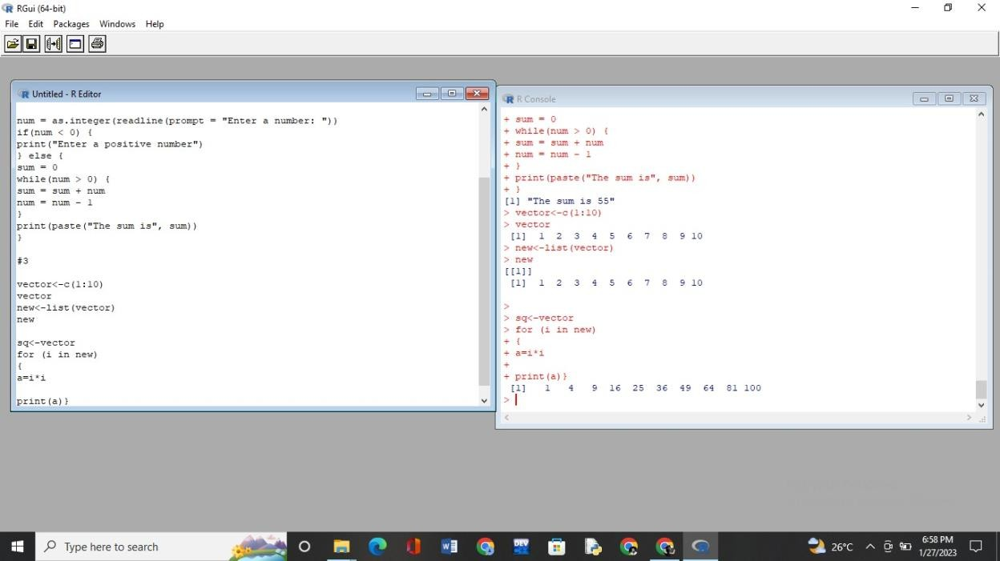 RGui (64-bit)
File Edit Packages Windows Help
Untitled - R Editor
num = as.integer(readline(prompt = "Enter a number: "))
if(num < 0) {
print("Enter a positive number")
} else {
sum = 0
while(num > 0) {
sum = sum + num
num = num - 1
}
print(paste("The sum is", sum))
}
#3
vector<-c(1:10)
vector
new<-list(vector)
new
sq<-vector
for (i in new)
{
a=i*i
print(a)}
R Console
+ sum = 0
+ while(num > 0) {
+ sum = sum + num
+ num = num - 1
+ }
+ print(paste("The sum is", sum))
+ }
[1] "The sum is 55"
> vector<-c(1:10)
> vector
[1] 1 2 3 4 5 6 7 8 9 10
> new<-list(vector)
> new
[[1]]
[1] 1 2 3 4 5 6 7 8 9 10
>
> sq<-vector
> for (i in new)
+ {
+ a=i*i
+
+ print(a)}
[1] 1 4 9 16 25 36 49 64 81 100
>
Type here to search
DEV
26°C
6:58 PM
1/27/2023